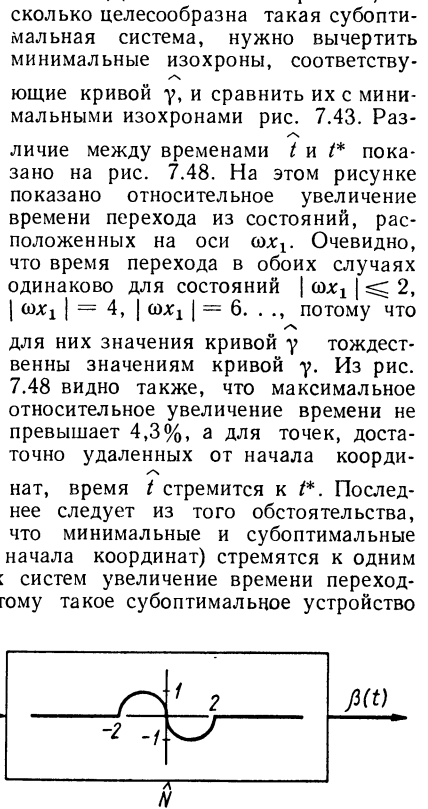 сколько целесообразна такая субопти-
мальная система, нужно вычертить
минимальные изохроны, соответствую-
ющие кривой γ̂, и сравнить их с мини-
мальными изохронами рис. 7.43. Раз-
личие между временами t̂ и t* пока-
зано на рис. 7.48. На этом рисунке
показано относительное увеличение
времени перехода из состояний, рас-
положенных на оси ωx₁. Очевидно,
что время перехода в обоих случаях
одинаково для состояний | ωx₁ | ⩽ 2,
| ωx₁ | = 4, | ωx₁ | = 6. . ., потому что
для них значения кривой γ̂ тождест-
венны значениям кривой γ. Из рис.
7.48 видно также, что максимальное
относительное увеличение времени не
превышает 4,3%, а для точек, доста-
точно удаленных от начала коорди-
нат, время t̂ стремится к t*. Послед-
нее следует из того обстоятельства,
что минимальные и субоптимальные
начала координат) стремятся к одним
систем увеличение времени переход-
тому такое субоптимальное устройство
1
-2
2
-1
β(t)
N̂